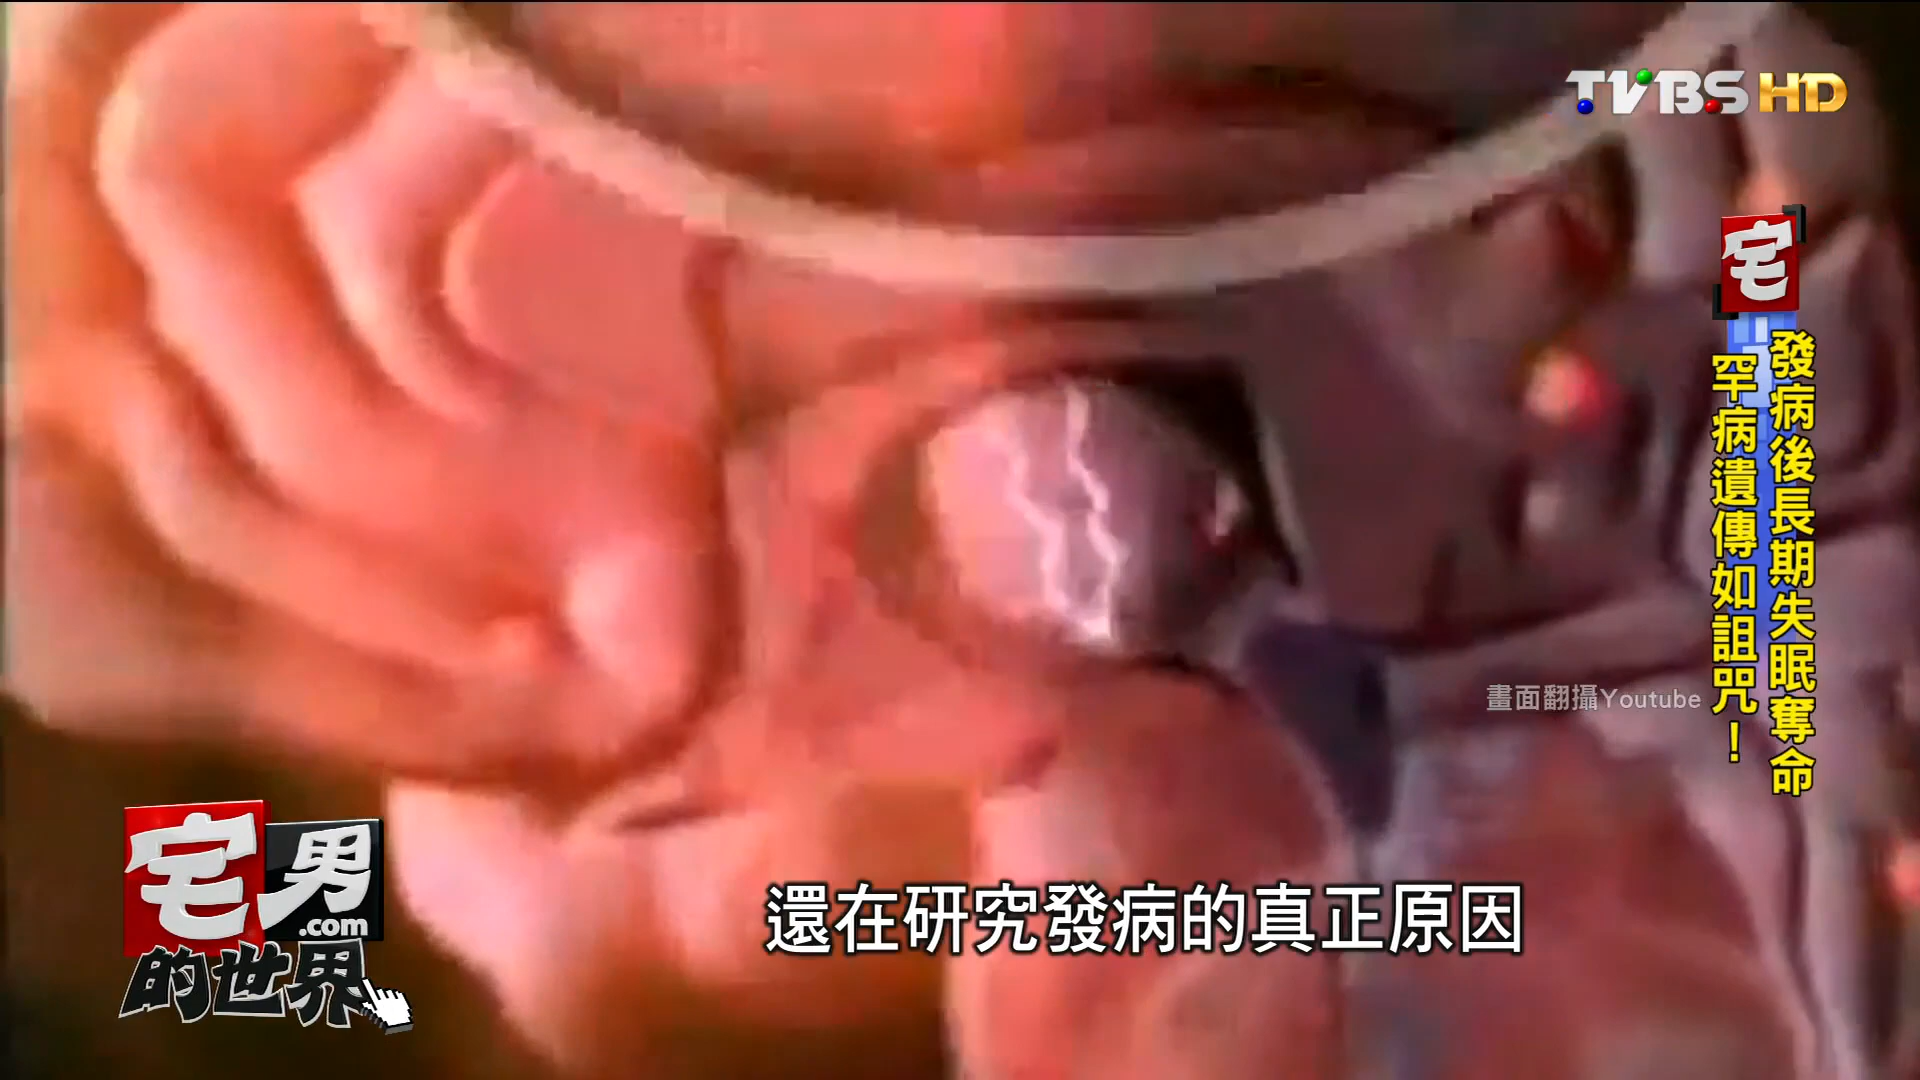 TVBS HD
宅
發病後長期失眠奪命
罕病遺傳如詛咒！
畫面翻攝Youtube
宅男.com
的世界
還在研究發病的真正原因